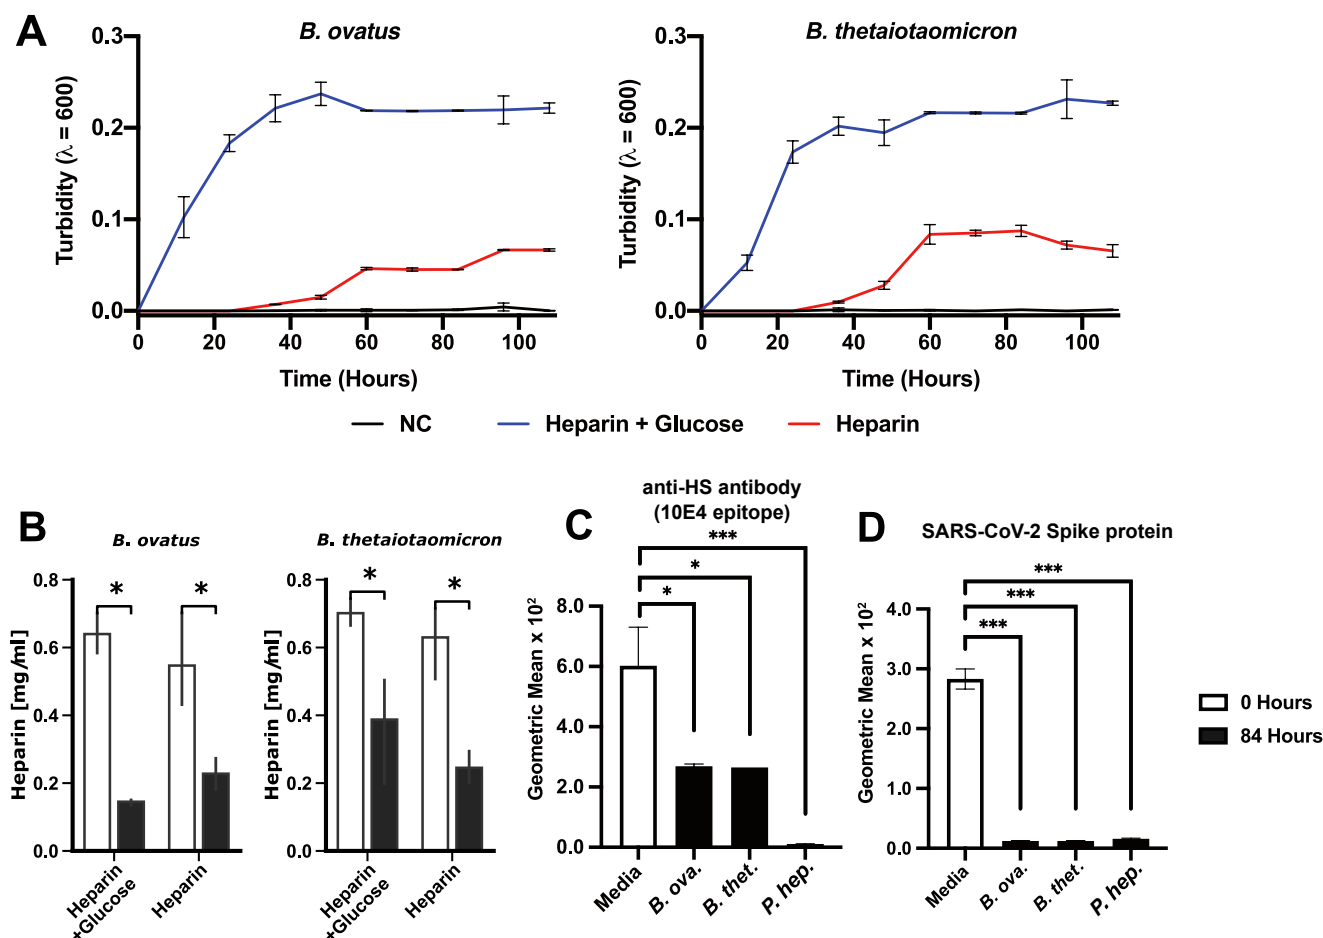 A
B. ovatus
B. thetaiotaomicron
Turbidity (λ = 600)
0.3
0.2
0.1
0.0
0 20 40 60 80 100
Time (Hours)
Turbidity (λ = 600)
0.3
0.2
0.1
0.0
0 20 40 60 80 100
Time (Hours)
NC
Heparin + Glucose
Heparin
B
B. ovatus
Heparin [mg/ml]
0.8
0.6
0.4
0.2
0.0
*
*
Heparin
+Glucose
Heparin
B. thetaiotaomicron
Heparin [mg/ml]
0.8
0.6
0.4
0.2
0.0
*
*
Heparin
+Glucose
Heparin
C
anti-HS antibody
(10E4 epitope)
***
*
*
Geometric Mean x 10²
8.0
6.0
4.0
2.0
0.0
Media
B. ova.
B. thet.
P. hep.
D
SARS-CoV-2 Spike protein
***
***
***
Geometric Mean x 10²
4.0
3.0
2.0
1.0
0.0
Media
B. ova.
B. thet.
P. hep.
0 Hours
84 Hours